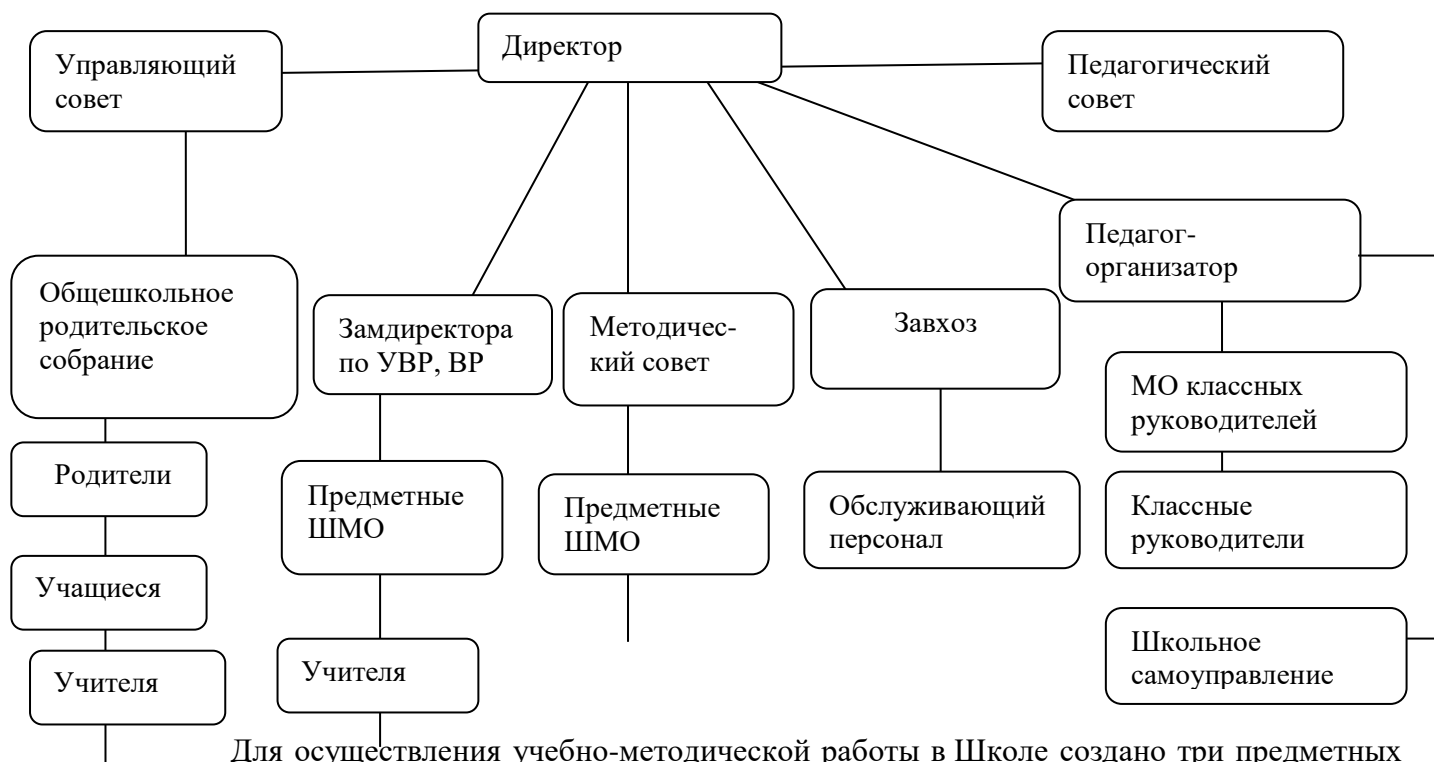 Директор
Управляющий
совет
Педагогический
совет
Педагог-
организатор
Общешкольное
родительское
собрание
Замдиректора
по УВР, ВР
Методичес-
кий совет
Завхоз
МО классных
руководителей
Родители
Предметные
ШМО
Предметные
ШМО
Обслуживающий
персонал
Классные
руководители
Учащиеся
Учителя
Учителя
Школьное
самоуправление
Для осуществления учебно-методической работы в Школе создано три предметных